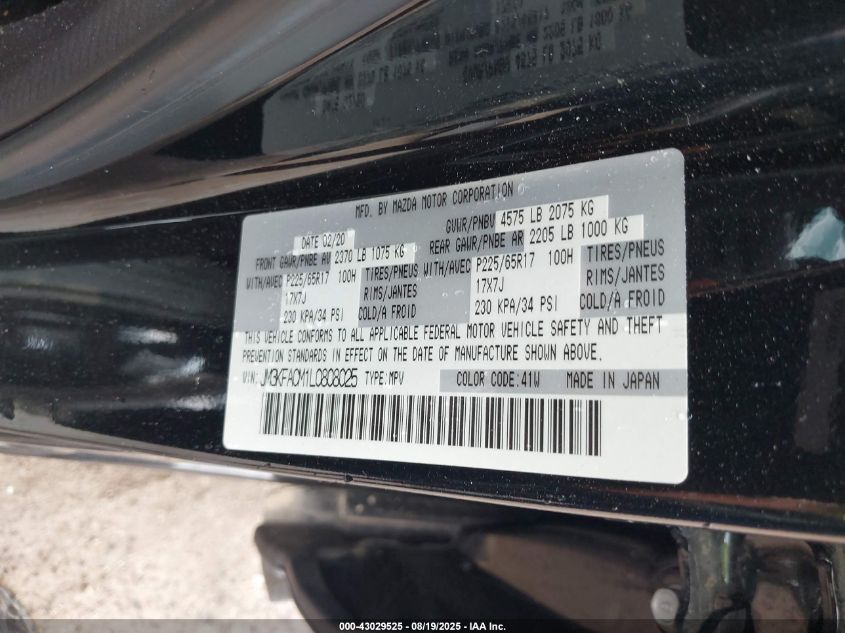 MFD. BY MAZDA MOTOR CORPORATION
DATE 02/20 GVWR/PNBV 4575 LB 2075 KG
FRONT GAWR/PNBE AV 2370 LB 1075 KG REAR GAWR/PNBE AR 2205 LB 1000 KG
WITH/AVEC P225/65R17 100H TIRES/PNEUS WITH/AVEC P225/65R17 100H TIRES/PNEUS
17X7J RIMS/JANTES 17X7J RIMS/JANTES
230 KPA/34 PSI COLD/A FROID 230 KPA/34 PSI COLD/A FROID
THIS VEHICLE CONFORMS TO ALL APPLICABLE FEDERAL MOTOR VEHICLE SAFETY AND THEFT
PREVENTION STANDARDS IN EFFECT ON THE DATE OF MANUFACTURE SHOWN ABOVE.
VIN: JM3KFACM1L0808025 TYPE:MPV COLOR CODE:41W MADE IN JAPAN
000-43029525 - 08/19/2025 - IAA Inc.